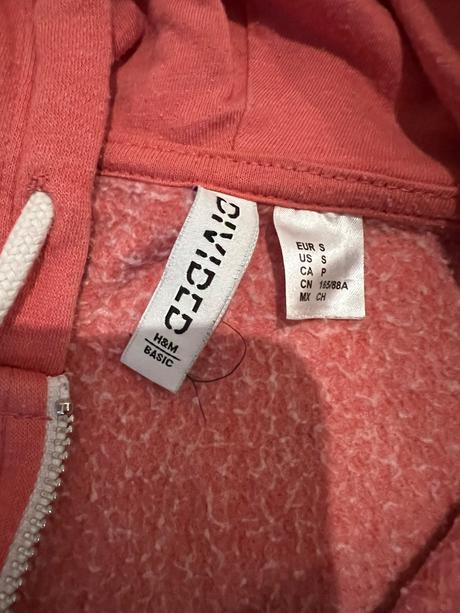 DIVIDED
H&M
BASIC
EUR S
US S
CA P
CN 165/88A
MX CH